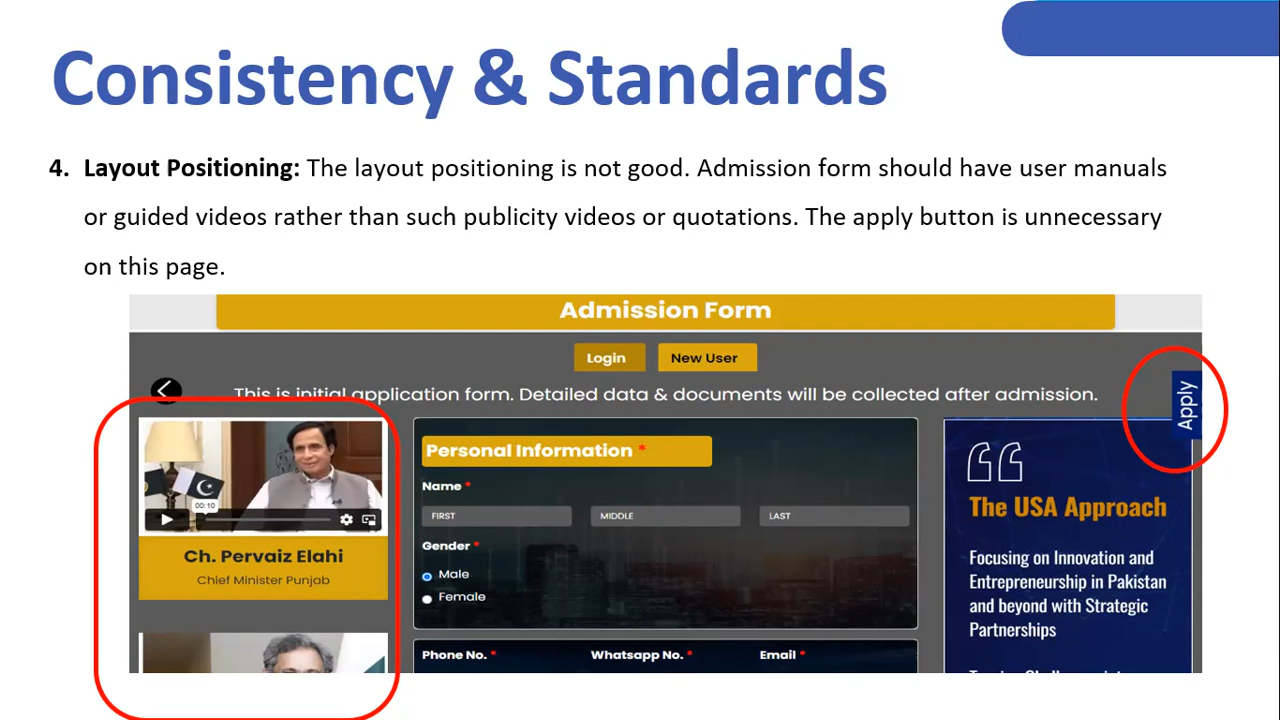 Consistency & Standards
4. Layout Positioning: The layout positioning is not good. Admission form should have user manuals
or guided videos rather than such publicity videos or quotations. The apply button is unnecessary
on this page.
Admission Form
Login New User
This is initial application form. Detailed data & documents will be collected after admission.
Apply
00:10
Ch. Pervaiz Elahi
Chief Minister Punjab
Personal Information *
Name *
FIRST MIDDLE LAST
Gender *
Male
Female
Phone No. * Whatsapp No. * Email *
The USA Approach
Focusing on Innovation and
Entrepreneurship in Pakistan
and beyond with Strategic
Partnerships